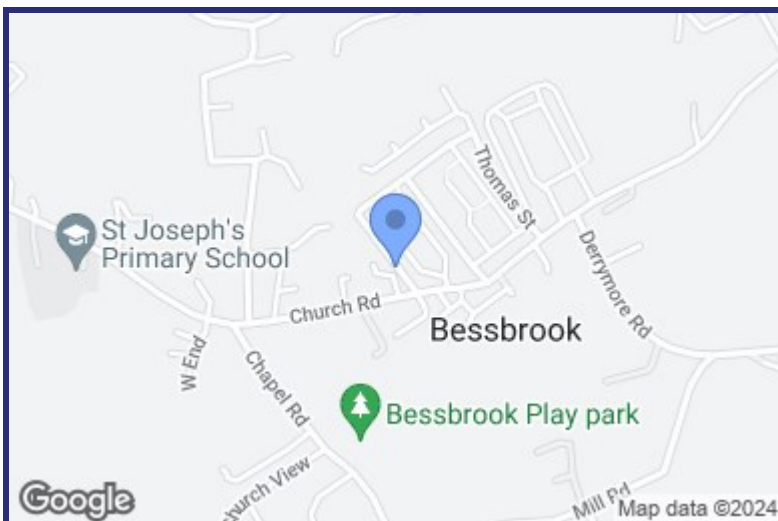 Thomas St
St Joseph's
Primary School
Derrymore Rd
Church Rd
Bessbrook
W End
Chapel Rd
Bessbrook Play park
Church View
Mill Rd
Google
Map data ©2024